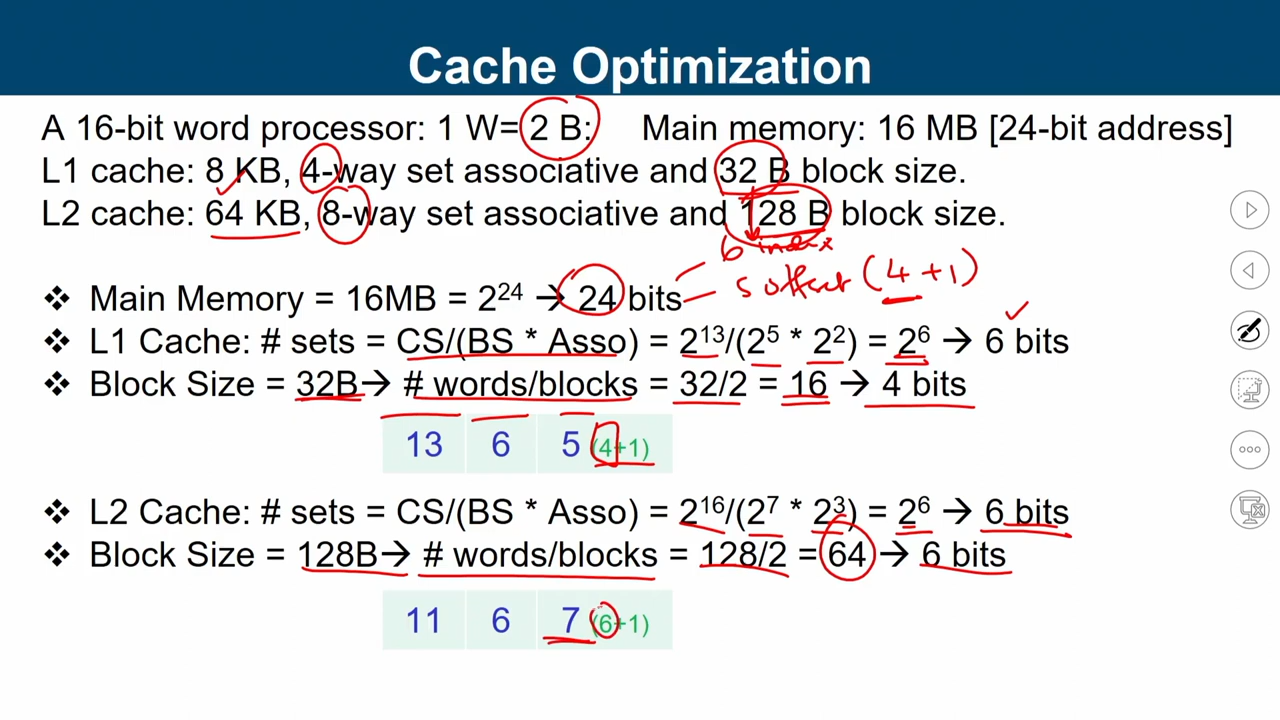 Cache Optimization
A 16-bit word processor: 1 W= 2 B: Main memory: 16 MB [24-bit address]
L1 cache: 8 KB, 4-way set associative and 32 B block size.
L2 cache: 64 KB, 8-way set associative and 128 B block size.
6 index
5 offset (4+1)
❖ Main Memory = 16MB = 2²⁴ → 24 bits
❖ L1 Cache: # sets = CS/(BS * Asso) = 2¹³/(2⁵ * 2²) = 2⁶ → 6 bits
❖ Block Size = 32B→ # words/blocks = 32/2 = 16 → 4 bits
13 6 5 (4+1)
❖ L2 Cache: # sets = CS/(BS * Asso) = 2¹⁶/(2⁷ * 2³) = 2⁶ → 6 bits
❖ Block Size = 128B→ # words/blocks = 128/2 = 64 → 6 bits
11 6 7 (6+1)